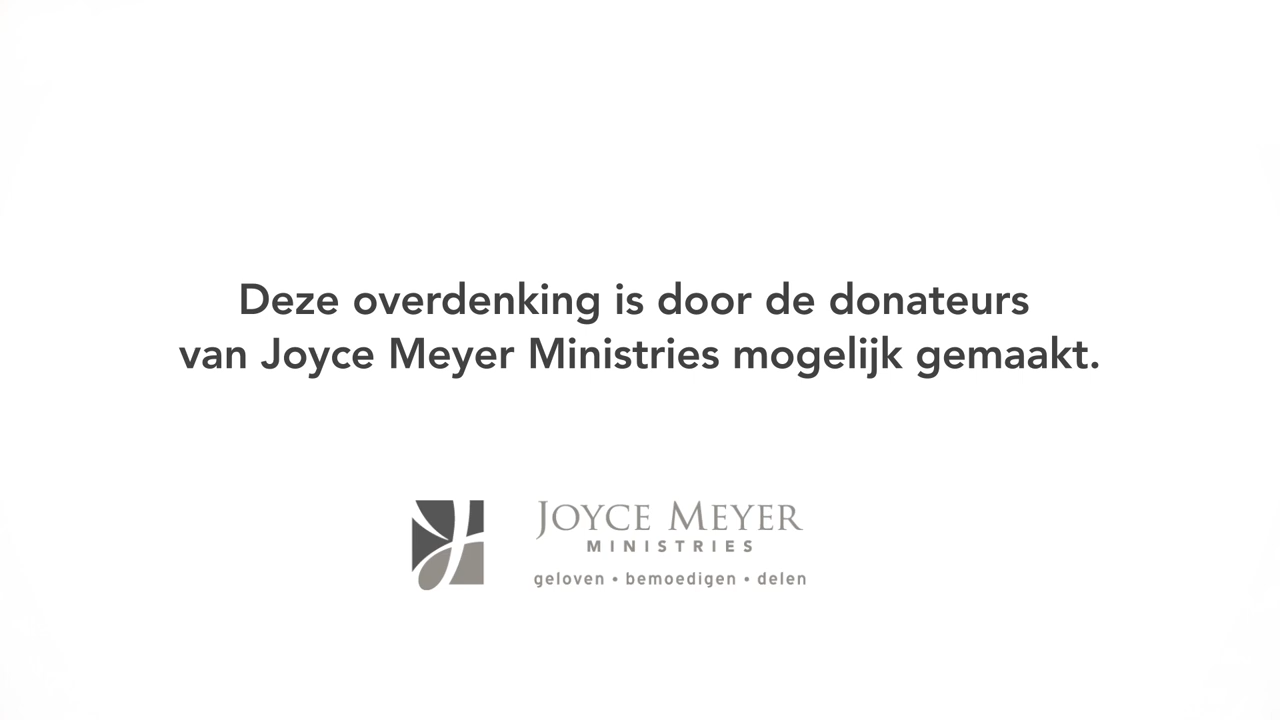 Deze overdenking is door de donateurs
van Joyce Meyer Ministries mogelijk gemaakt.
JOYCE MEYER
MINISTRIES
geloven • bemoedigen • delen